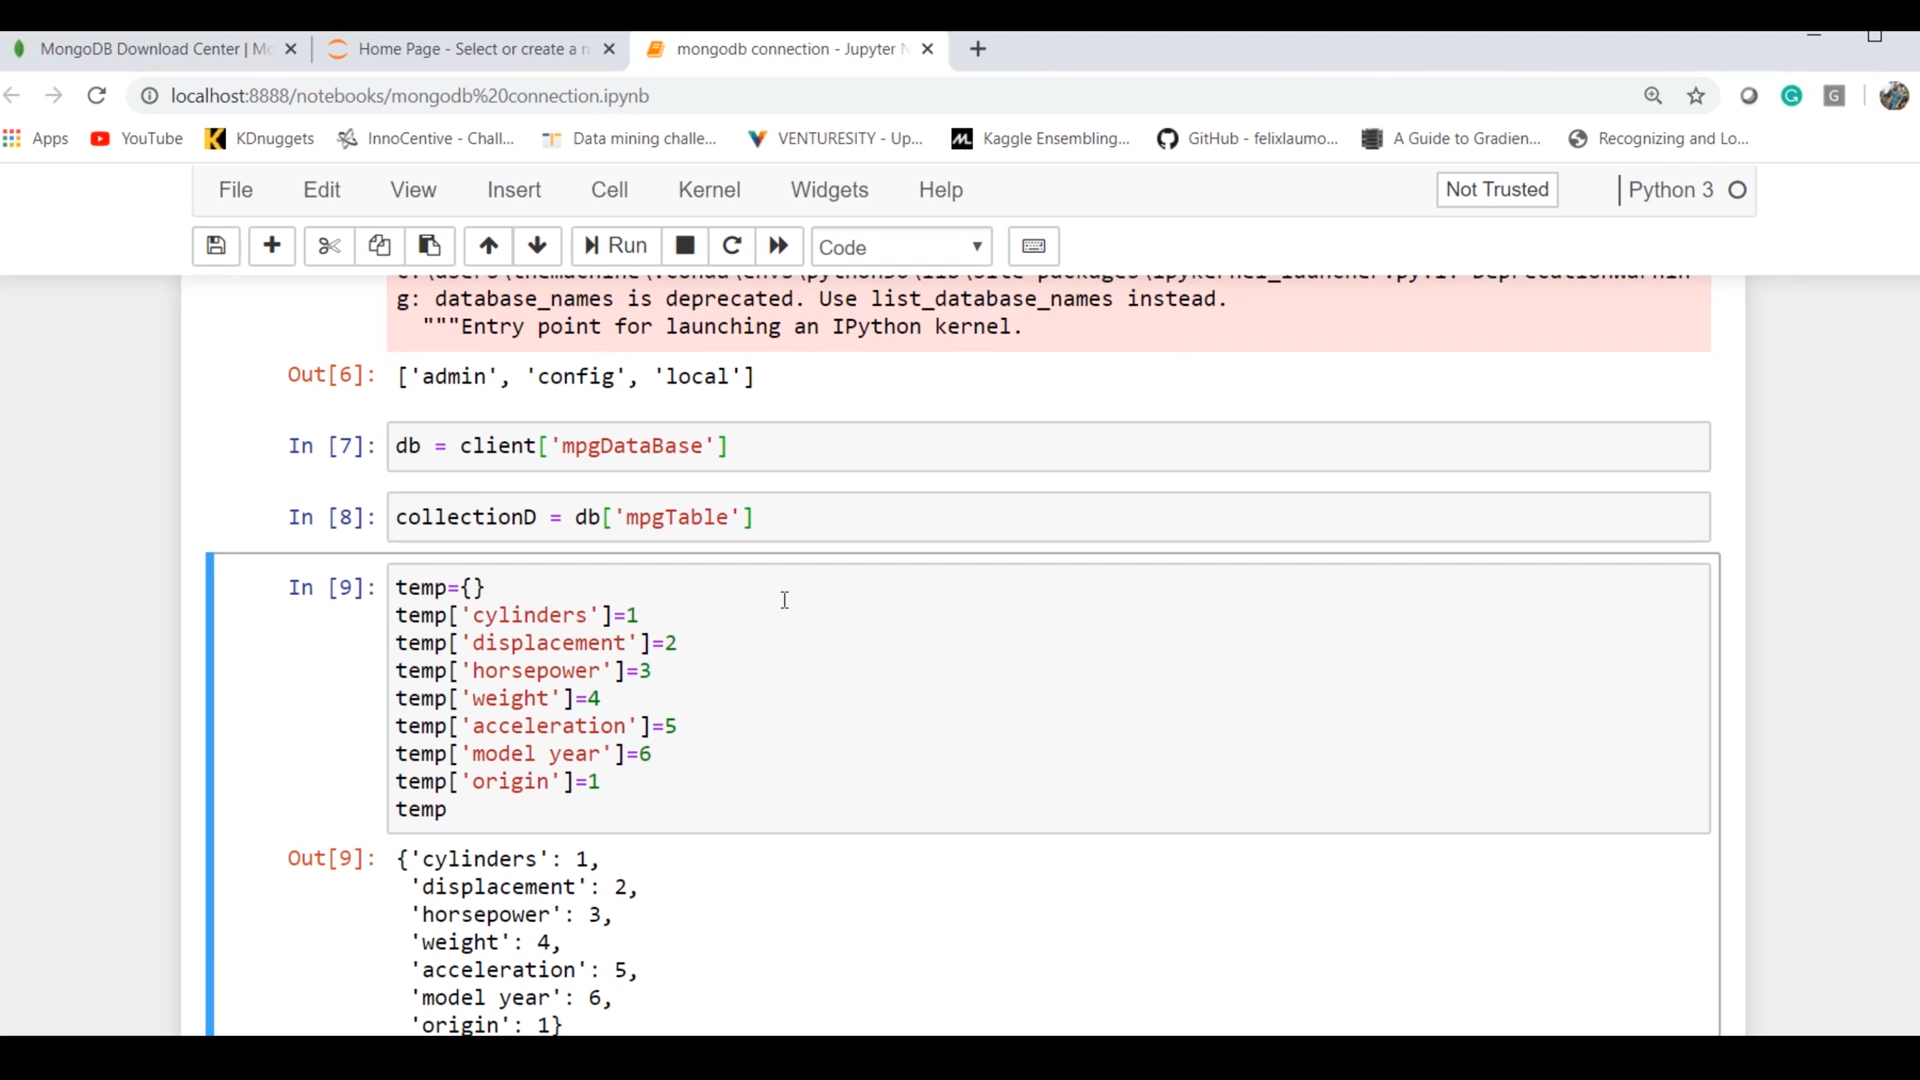 MongoDB Download Center | Mo
Home Page - Select or create a n
mongodb connection - Jupyter N
localhost:8888/notebooks/mongodb%20connection.ipynb
Apps
YouTube
KDnuggets
InnoCentive - Chall...
Data mining challe...
VENTURESITY - Up...
Kaggle Ensembling...
GitHub - felixlaumo...
A Guide to Gradien...
Recognizing and Lo...
File Edit View Insert Cell Kernel Widgets Help
Not Trusted
Python 3
Run
Code
g: database_names is deprecated. Use list_database_names instead.
"""Entry point for launching an IPython kernel.
Out[6]: ['admin', 'config', 'local']
In [7]: db = client['mpgDataBase']
In [8]: collectionD = db['mpgTable']
In [9]: temp={}
temp['cylinders']=1
temp['displacement']=2
temp['horsepower']=3
temp['weight']=4
temp['acceleration']=5
temp['model year']=6
temp['origin']=1
temp
Out[9]: {'cylinders': 1,
'displacement': 2,
'horsepower': 3,
'weight': 4,
'acceleration': 5,
'model year': 6,
'origin': 1}